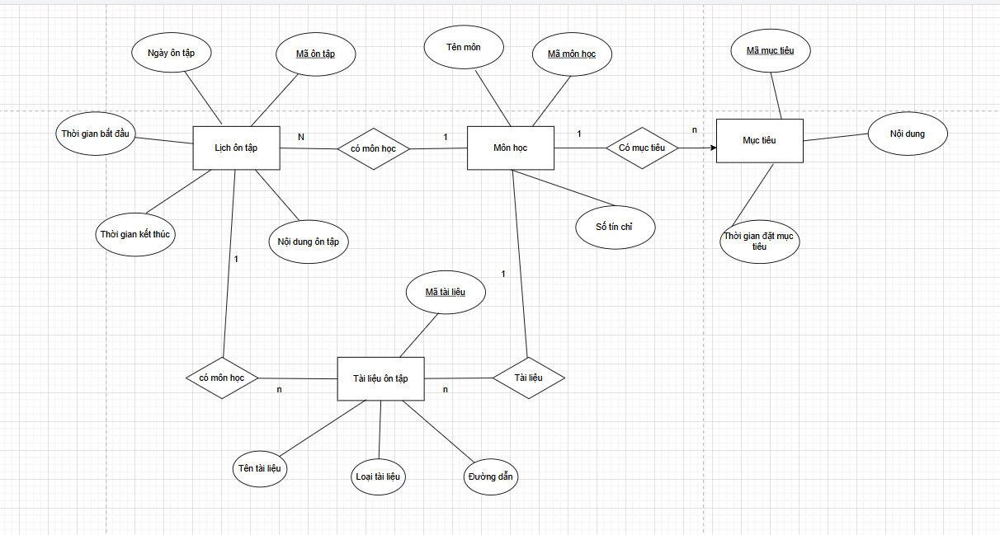 Ngày ôn tập
Mã ôn tập
Tên môn
Mã môn học
Mã mục tiêu
Thời gian bắt đầu
Lịch ôn tập
N
có môn học
1
Môn học
1
Có mục tiêu
n
Mục tiêu
Nội dung
Thời gian kết thúc
Nội dung ôn tập
Số tín chỉ
Thời gian đặt mục
tiêu
1
1
Mã tài liệu
có môn học
n
Tài liệu ôn tập
n
Tài liệu
Tên tài liệu
Loại tài liệu
Đường dẫn